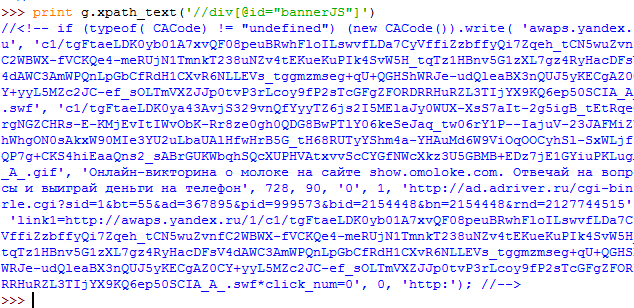 >>> print g.xpath_text('//div[@id="bannerJS"]')
//<!-- if (typeof( CACode) != "undefined") (new CACode()).write( 'awaps.yandex.
u', 'c1/tgFtaeLDK0yb01A7xvQF08peuBRwhFloILswvfLDa7CyVffiZzbffyQi7Zqeh_tCN5wuZvn
C2WBWX-fVCKQe4-meRUjN1TmnkT238uNZv4tEKueKuPIk4SvW5H_tqTz1HBnv5G1zXL7gz4RyHacDFs
4dAWC3AmWPQnLpGbCfRdH1CXvR6NLLEVs_tggmzmseg+qU+QGHShWRJe-udQleaBX3nQUJ5yKECgAZ0
Y+yyL5MZc2JC-ef_sOLTmVXZJJp0tvP3rLcoy9fP2sTcGFgZFORDRRHuRZL3TIjYX9KQ6ep50SCIA_A_
.swf', 'c1/tgFtaeLDK0ya43AvjS329vnQfYyyTZ6js2I5MElaJy0WUX-XsS7aIt-2g5igB_tEtRqe
rgNGZCHRs-E-KMjEvItIWvObK-Rr8ze0gh0QDG8BwPTlY06keSeJaq_tw06rY1P--IajuV-23JAFMiZ
hWhgON0sAkxW90MIe3YU2uLbaUAlHfwHrB5G_tH68RUTyYShm4a-YHAuMd6W9ViOqOOCyhSl-SxWLjf
QP7g+CKS4hiEaaQns2_sABrGUKWbqhSQcXUPHVAtxvvScCYGfNWcXkz3U5GBMB+EDz7jE1GYiuPKLug
_A_.gif', 'Онлайн-викторина о молоке на сайте show.omoloke.com. Отвечай на вопр
сы и выиграй деньги на телефон', 728, 90, '0', 1, 'http://ad.adriver.ru/cgi-bin
rle.cgi?sid=1&bt=55&ad=367895&pid=999573&bid=2154448&bn=2154448&rnd=2127744515'
'link1=http://awaps.yandex.ru/1/c1/tgFtaeLDK0yb01A7xvQF08peuBRwhFloILswvfLDa7C
VffiZzbffyQi7Zqeh_tCN5wuZvnfC2WBWX-fVCKQe4-meRUjN1TmnkT238uNZv4tEKueKuPIk4SvW5H
tqTz1HBnv5G1zXL7gz4RyHacDFsV4dAWC3AmWPQnLpGbCfRdH1CXvR6NLLEVs_tggmzmseg+qU+QGHS
WRJe-udQleaBX3nQUJ5yKECgAZ0CY+yyL5MZc2JC-ef_sOLTmVXZJJp0tvP3rLcoy9fP2sTcGFgZFOR
RRHuRZL3TIjYX9KQ6ep50SCIA_A_.swf*click_num=0', 0, 'http:'); //-->
>>>